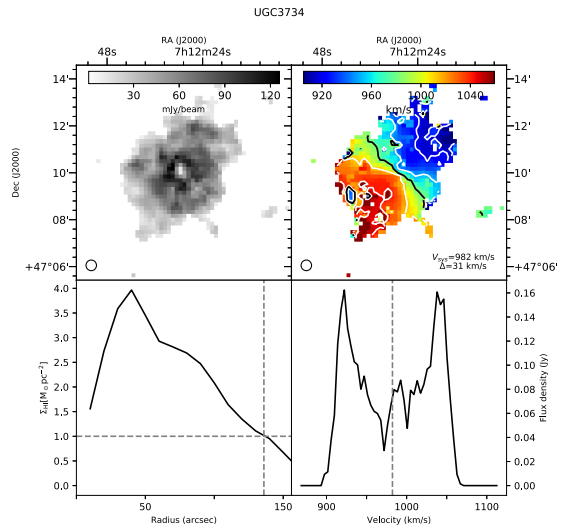 UGC3734
RA (J2000)
RA (J2000)
48s 7h12m24s
48s 7h12m24s
14'
12'
10'
08'
+47°06'
Dec (J2000)
30 60 90 120
mJy/beam
14'
12'
10'
08'
+47°06'
920 960 1000 1040
km/s
V_sys=982 km/s
Δ=31 km/s
4.0
3.5
3.0
2.5
2.0
1.5
1.0
0.5
0.0
Σ_HI[M_⊙pc⁻²]
50 150
Radius (arcsec)
0.16
0.14
0.12
0.10
0.08
0.06
0.04
0.02
0.00
Flux density (Jy)
900 1000 1100
Velocity (km/s)